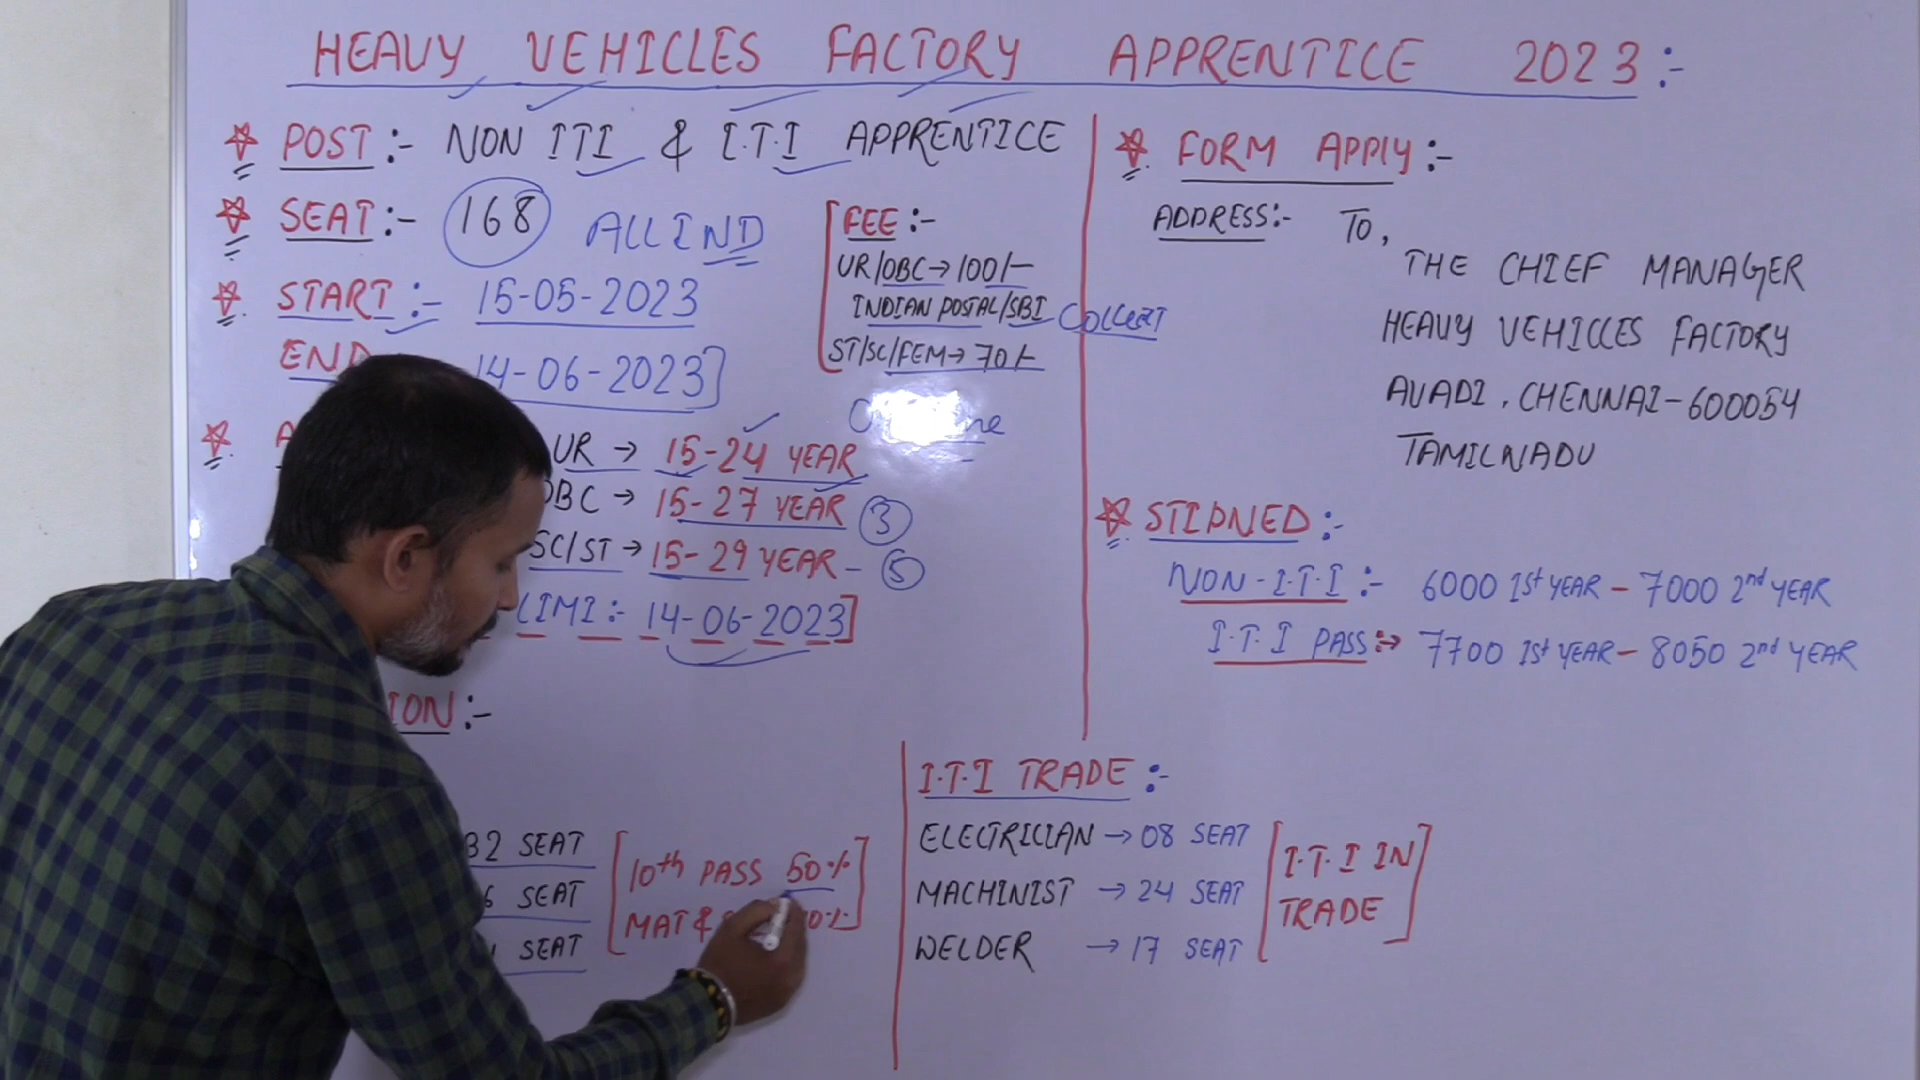 HEAVY VEHICLES FACTORY APPRENTICE 2023:-
POST:- NON ITI & I.T.I APPRENTICE
SEAT:- 168 ALL IND
START:- 15-05-2023
END 14-06-2023]
FEE:-
UR/OBC→100/-
INDIAN POSTAL/SBI COLLECT
ST/SC/FEM→70/-
UR → 15-24 YEAR
OBC → 15-27 YEAR 3
SC/ST → 15-29 YEAR - 5
LIMI:- 14-06-2023]
ION:-
32 SEAT
6 SEAT
SEAT
[10th PASS 50%]
MAT &
FORM APPLY:-
ADDRESS:- TO,
THE CHIEF MANAGER
HEAVY VEHICLES FACTORY
AVADI, CHENNAI-600054
TAMILNADU
STIPNED:-
NON-I.T.I:- 6000 Ist YEAR - 7000 2nd YEAR
I.T.I PASS:→ 7700 Ist YEAR - 8050 2nd YEAR
I.T.I TRADE:-
ELECTRICIAN → 08 SEAT
MACHINIST → 24 SEAT
WELDER → 17 SEAT
[I.T.I IN
TRADE]